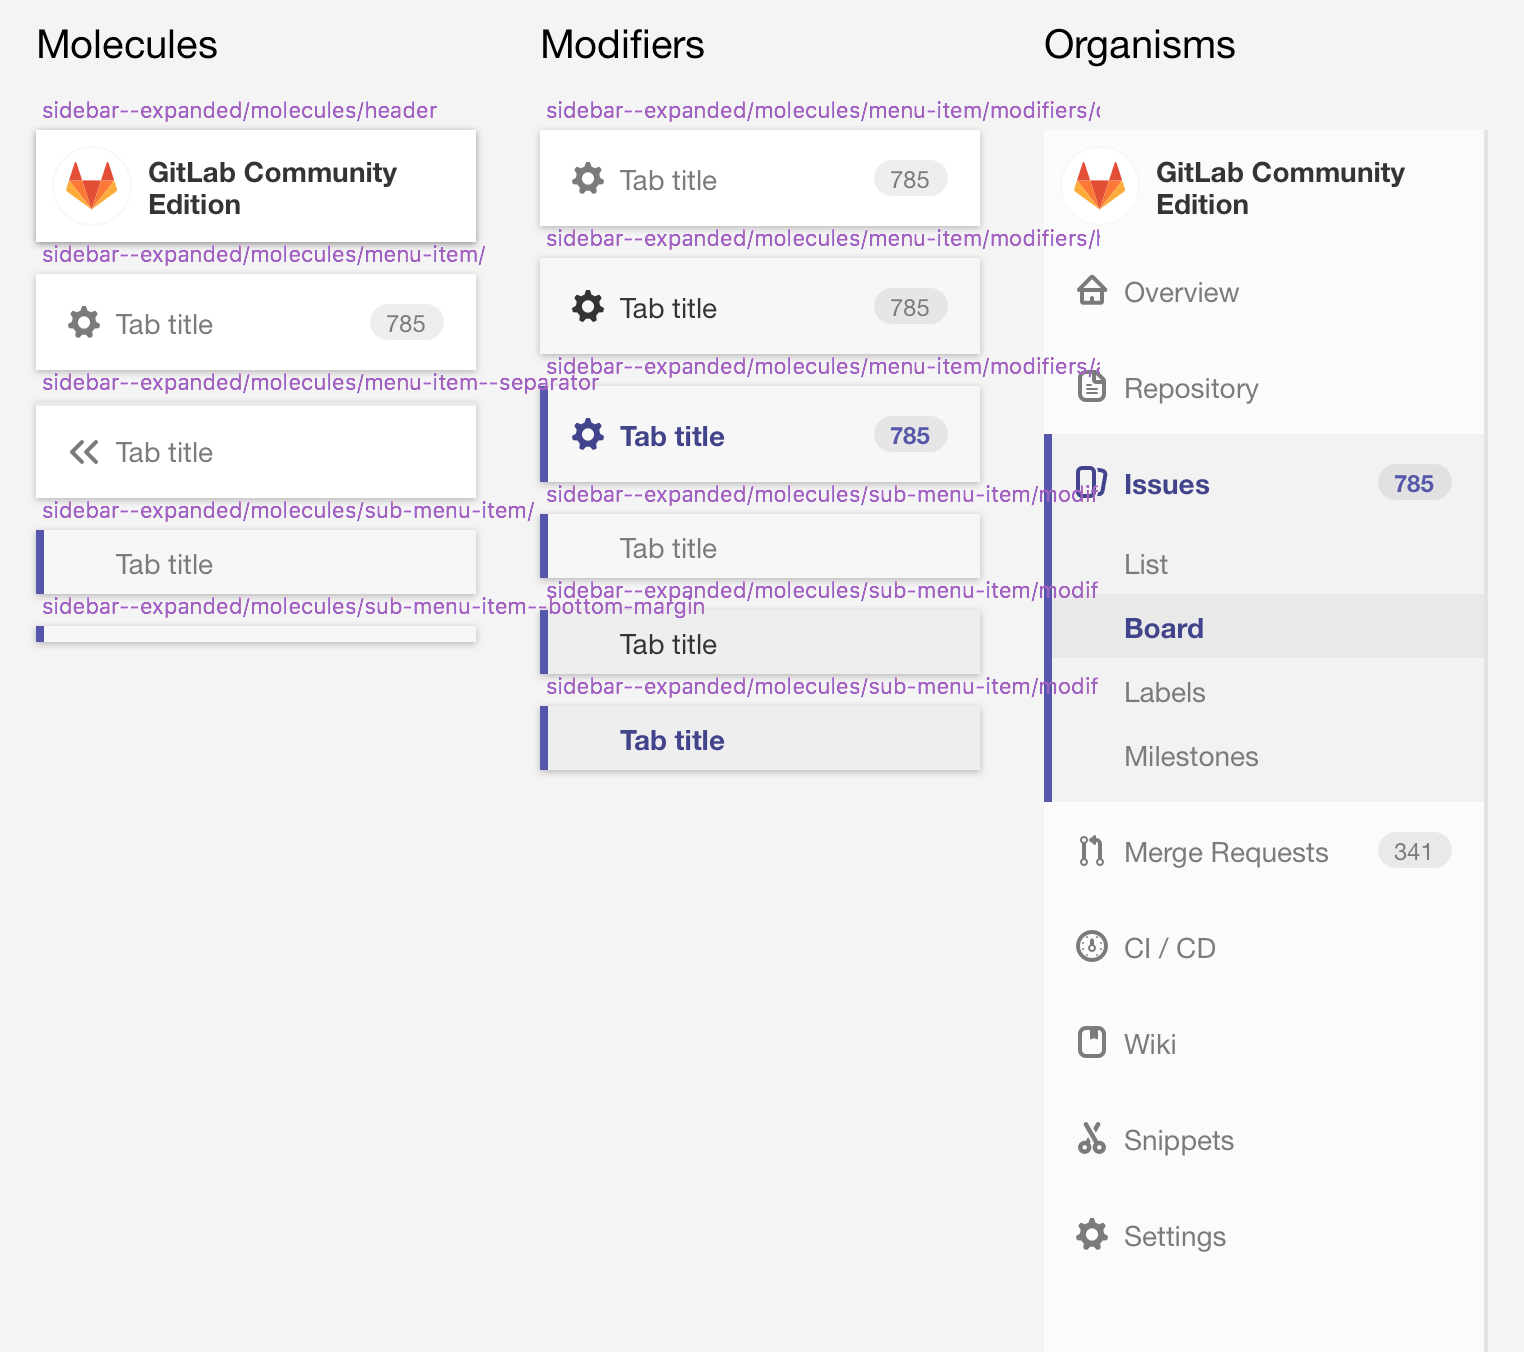 Molecules
sidebar--expanded/molecules/header
GitLab Community
Edition
sidebar--expanded/molecules/menu-item/
Tab title
785
sidebar--expanded/molecules/menu-item--separator
Tab title
sidebar--expanded/molecules/sub-menu-item/
Tab title
sidebar--expanded/molecules/sub-menu-item--bottom-margin
Modifiers
sidebar--expanded/molecules/menu-item/modifiers/
Tab title
785
sidebar--expanded/molecules/menu-item/modifiers/
Tab title
785
sidebar--expanded/molecules/menu-item/modifiers/
Tab title
785
sidebar--expanded/molecules/sub-menu-item/modif
Tab title
sidebar--expanded/molecules/sub-menu-item/modif
Tab title
sidebar--expanded/molecules/sub-menu-item/modif
Tab title
Organisms
GitLab Community
Edition
Overview
Repository
Issues
785
List
Board
Labels
Milestones
Merge Requests
341
CI / CD
Wiki
Snippets
Settings